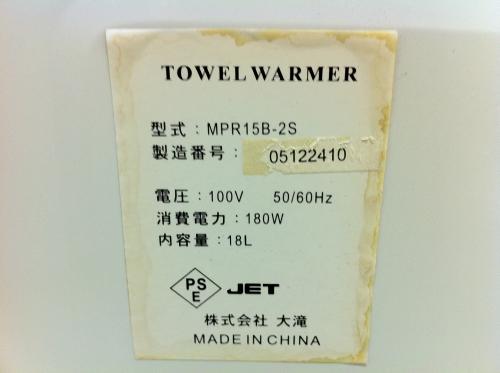 TOWEL WARMER
型式：MPR15B-2S
製造番号： 05122410
電圧：100V 50/60Hz
消費電力：180W
内容量：18L
PS
E
JET
株式会社 大滝
MADE IN CHINA